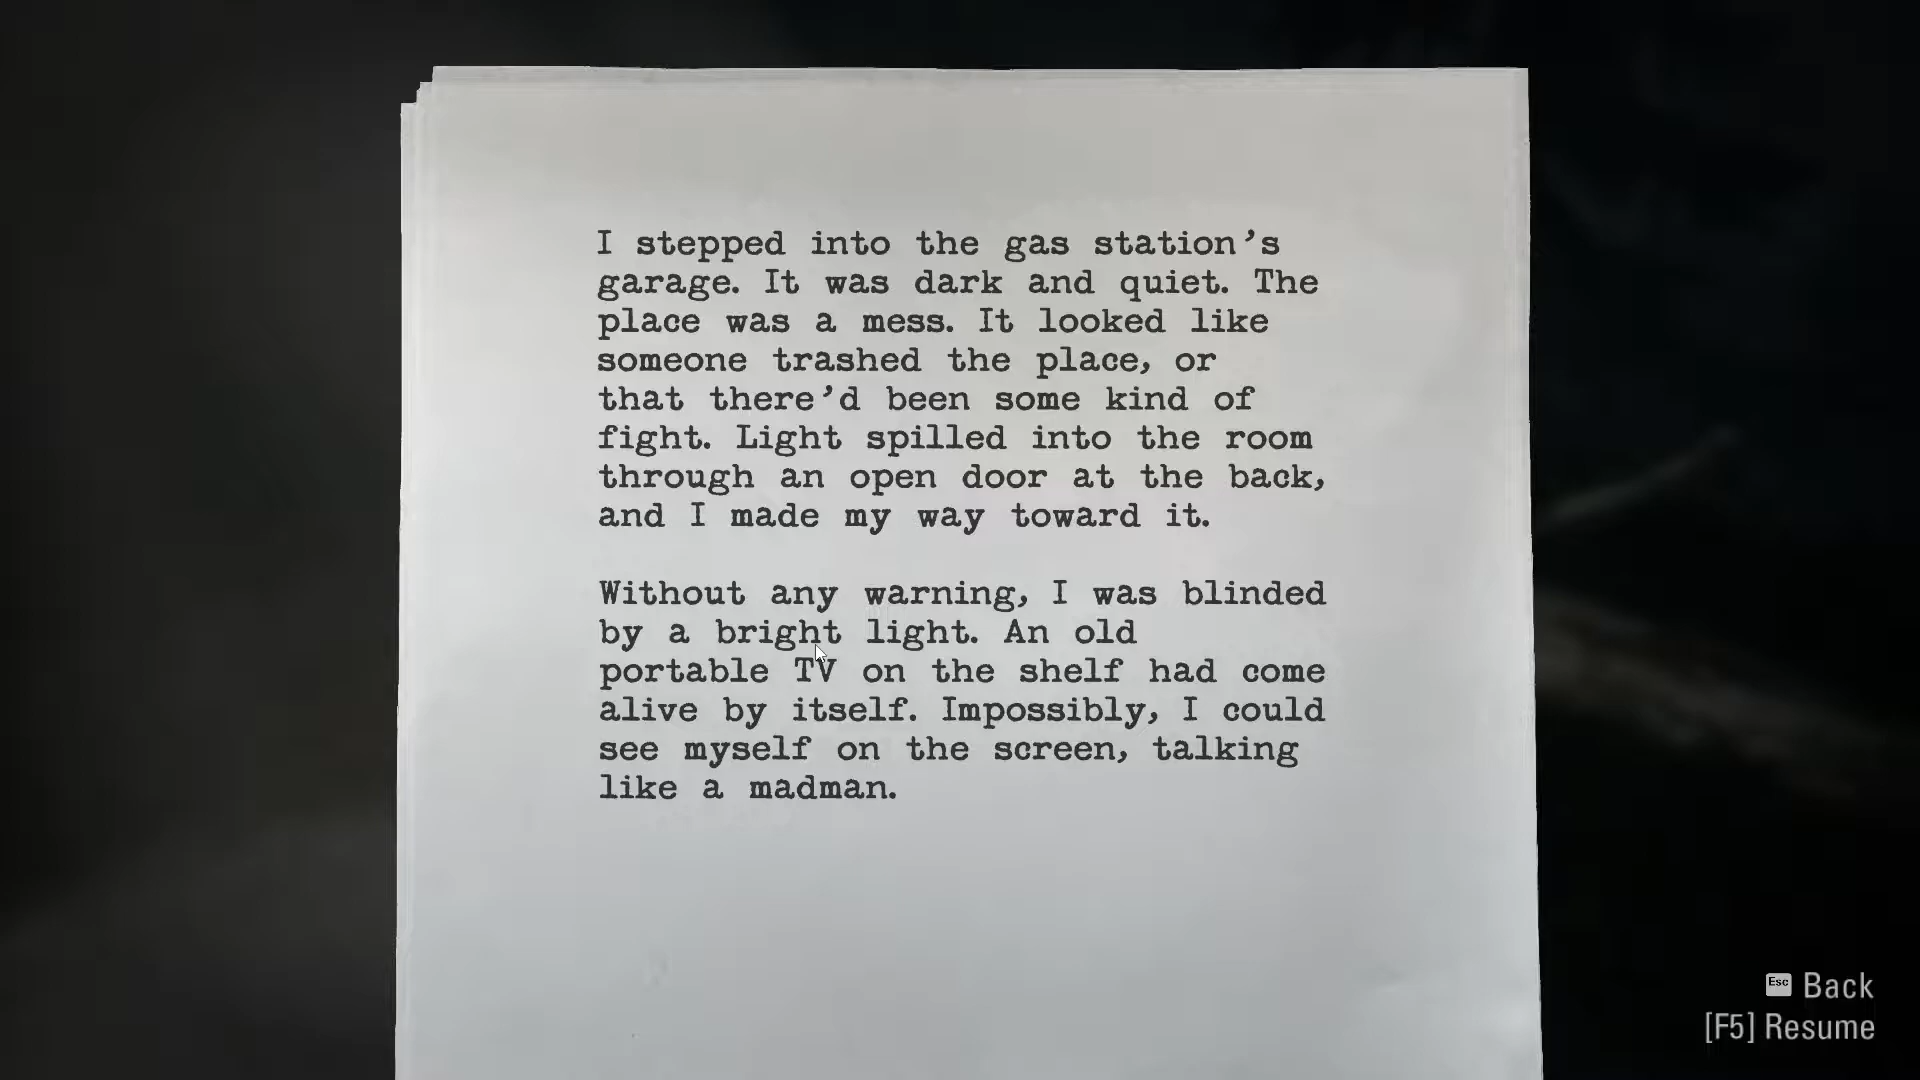 I stepped into the gas station’s
garage. It was dark and quiet. The
place was a mess. It looked like
someone trashed the place, or
that there’d been some kind of
fight. Light spilled into the room
through an open door at the back,
and I made my way toward it.
Without any warning, I was blinded
by a bright light. An old
portable TV on the shelf had come
alive by itself. Impossibly, I could
see myself on the screen, talking
like a madman.
Esc Back
[F5] Resume